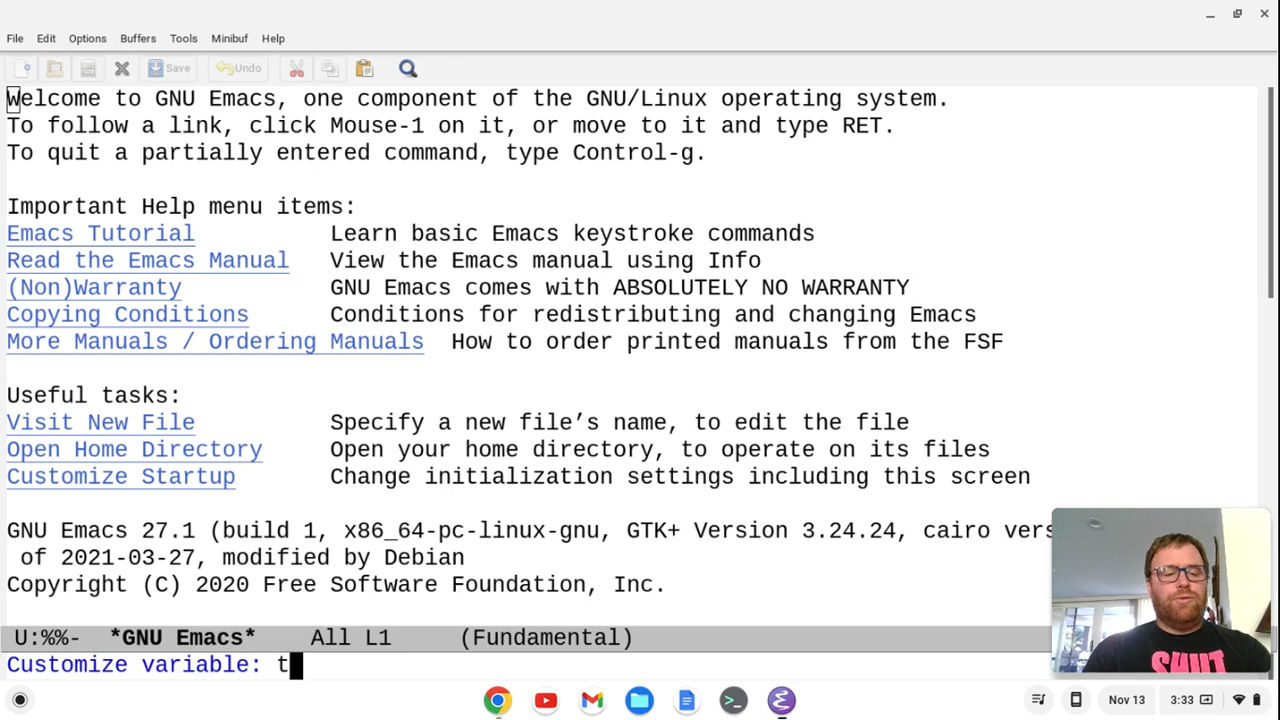 File Edit Options Buffers Tools Minibuf Help
Save Undo
Welcome to GNU Emacs, one component of the GNU/Linux operating system.
To follow a link, click Mouse-1 on it, or move to it and type RET.
To quit a partially entered command, type Control-g.
Important Help menu items:
Emacs Tutorial Learn basic Emacs keystroke commands
Read the Emacs Manual View the Emacs manual using Info
(Non)Warranty GNU Emacs comes with ABSOLUTELY NO WARRANTY
Copying Conditions Conditions for redistributing and changing Emacs
More Manuals / Ordering Manuals How to order printed manuals from the FSF
Useful tasks:
Visit New File Specify a new file’s name, to edit the file
Open Home Directory Open your home directory, to operate on its files
Customize Startup Change initialization settings including this screen
GNU Emacs 27.1 (build 1, x86_64-pc-linux-gnu, GTK+ Version 3.24.24, cairo vers
of 2021-03-27, modified by Debian
Copyright (C) 2020 Free Software Foundation, Inc.
SHUT
U:%%- *GNU Emacs* All L1 (Fundamental)
Customize variable: t
Nov 13 3:33